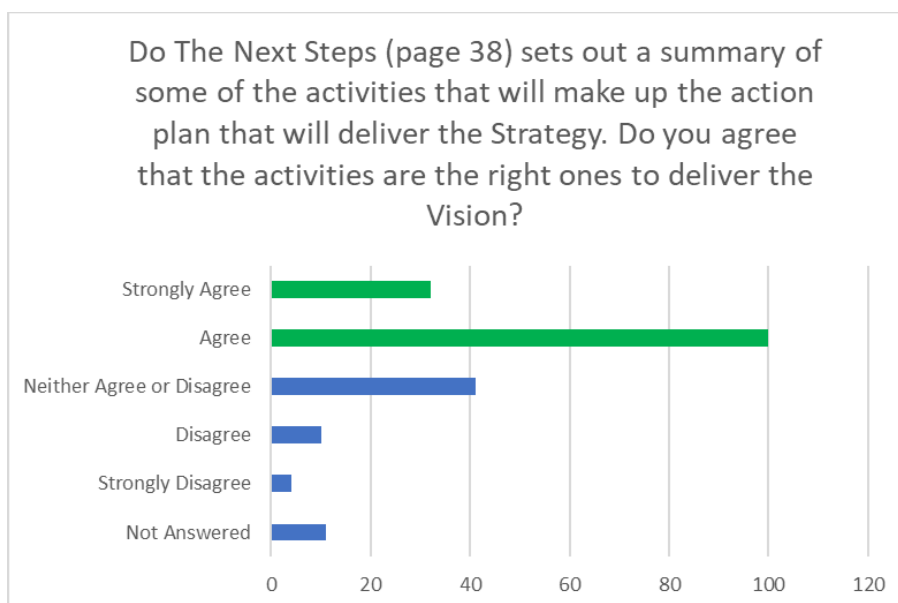 Do The Next Steps (page 38) sets out a summary of
some of the activities that will make up the action
plan that will deliver the Strategy. Do you agree
that the activities are the right ones to deliver the
Vision?
Strongly Agree
Agree
Neither Agree or Disagree
Disagree
Strongly Disagree
Not Answered
0 20 40 60 80 100 120